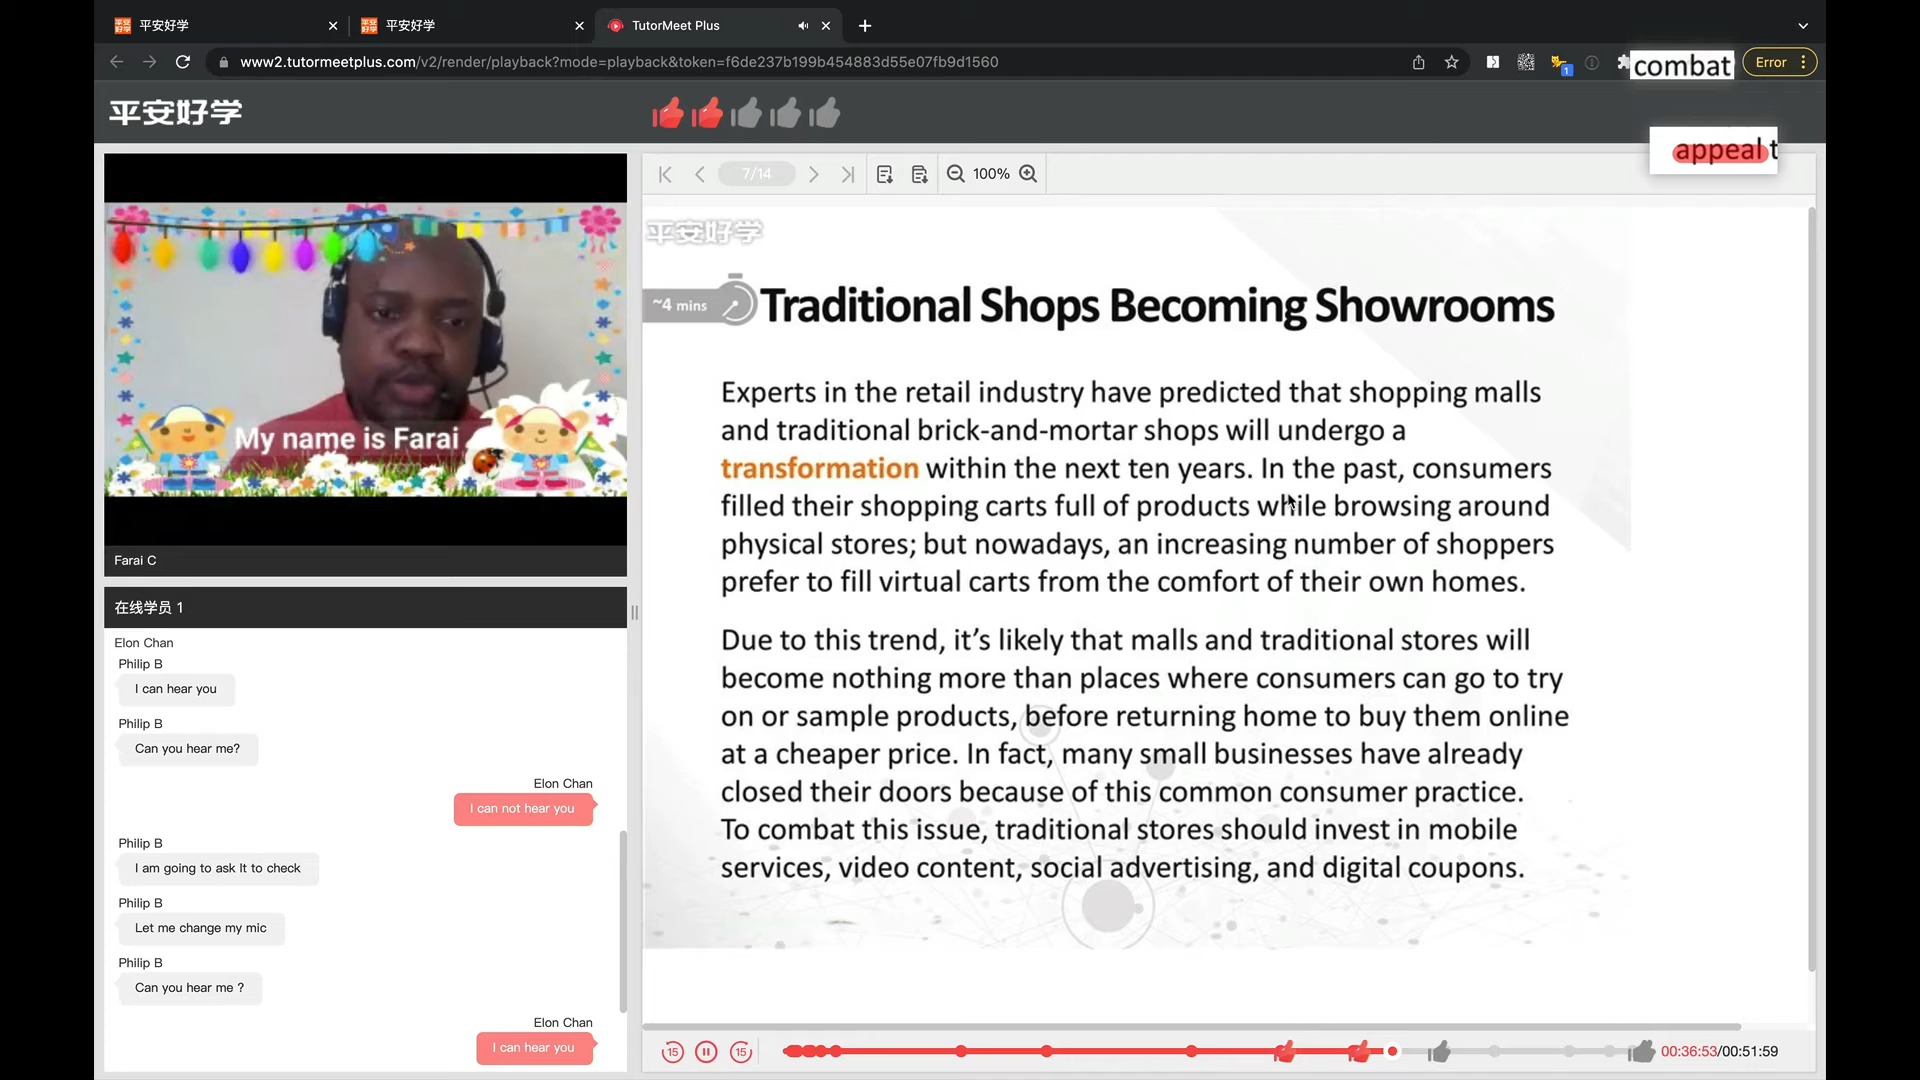 平安好学
平安好学
TutorMeet Plus
www2.tutormeetplus.com/v2/render/playback?mode=playback&token=f6de237b199b454883d55e07fb9d1560
1
combat
Error
平安好学
appeal t
7/14
100%
平安好学
~4 mins
Traditional Shops Becoming Showrooms
Experts in the retail industry have predicted that shopping malls
and traditional brick-and-mortar shops will undergo a
transformation within the next ten years. In the past, consumers
filled their shopping carts full of products while browsing around
physical stores; but nowadays, an increasing number of shoppers
prefer to fill virtual carts from the comfort of their own homes.
Due to this trend, it's likely that malls and traditional stores will
become nothing more than places where consumers can go to try
on or sample products, before returning home to buy them online
at a cheaper price. In fact, many small businesses have already
closed their doors because of this common consumer practice.
To combat this issue, traditional stores should invest in mobile
services, video content, social advertising, and digital coupons.
My name is Farai
Farai C
在线学员 1
Elon Chan
Philip B
I can hear you
Philip B
Can you hear me?
Elon Chan
I can not hear you
Philip B
I am going to ask It to check
Philip B
Let me change my mic
Philip B
Can you hear me ?
Elon Chan
I can hear you
15
15
00:36:53/00:51:59